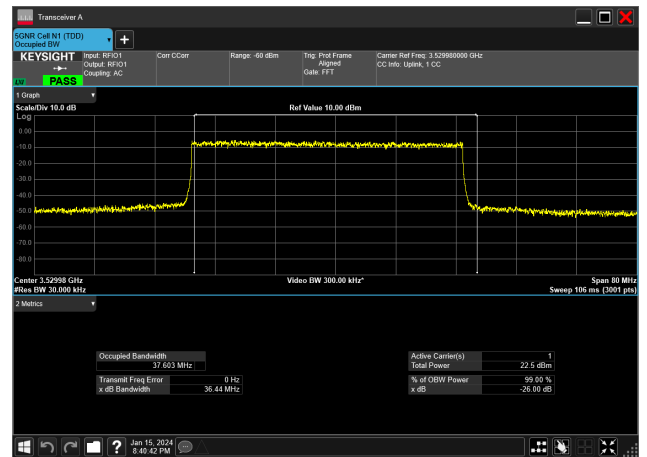 Transceiver A
5GNR Cell N1 (TDD)
Occupied BW
KEYSIGHT
LXI
PASS
Input: RFIO1
Output: RFIO1
Coupling: AC
Corr CCorr
Range: -60 dBm
Trig: Prot Frame
Aligned
Gate: FFT
Carrier Ref Freq: 3.529980000 GHz
CC Info: Uplink, 1 CC
1 Graph
Scale/Div 10.0 dB
Ref Value 10.00 dBm
Log
0.00
-10.0
-20.0
-30.0
-40.0
-50.0
-60.0
-70.0
-80.0
Center 3.52998 GHz
Video BW 300.00 kHz*
Span 80 MHz
#Res BW 30.000 kHz
Sweep 106 ms (3001 pts)
2 Metrics
Occupied Bandwidth
37.603 MHz
Active Carrier(s) 1
Total Power 22.5 dBm
Transmit Freq Error 0 Hz
x dB Bandwidth 36.44 MHz
% of OBW Power 99.00 %
x dB -26.00 dB
Jan 15, 2024
8:40:42 PM